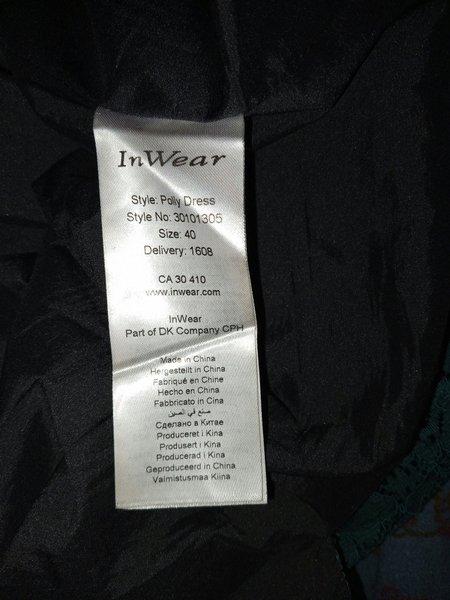 InWear
Style: Polly Dress
Style No: 30101305
Size: 40
Delivery: 1608
CA 30 410
www.inwear.com
InWear
Part of DK Company CPH
Made in China
Hergestellt in China
Fabriqué en Chine
Hecho en China
Fabbricato in Cina
صنع في الصين
Сделано в Китае
Produceret i Kina
Produsert i Kina
Producerad i Kina
Geproduceerd in China
Valmistusmaa Kiina